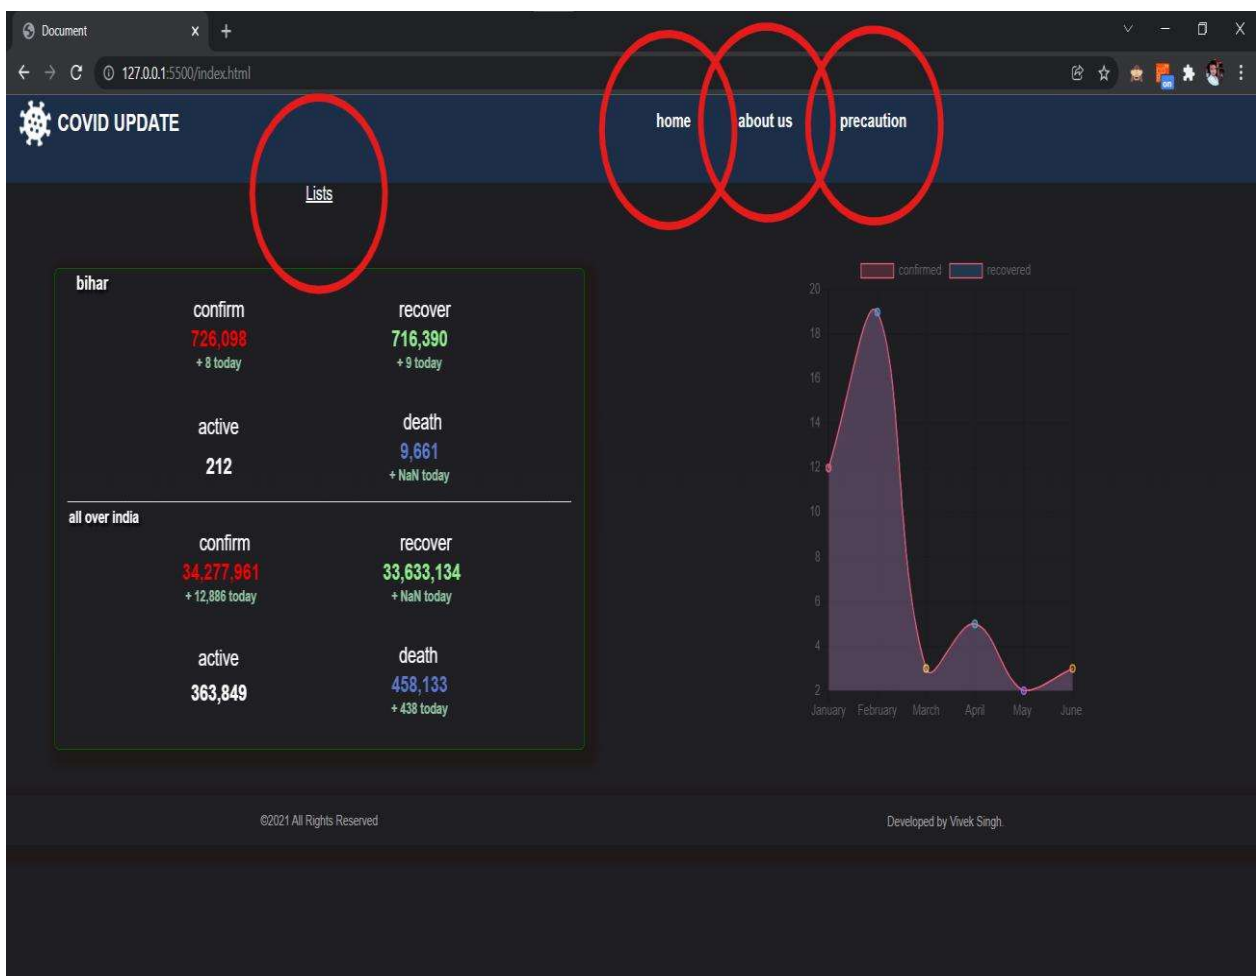 Document
127.0.0.1:5500/index.html
on
COVID UPDATE
home
about us
precaution
Lists
bihar
confirm
recover
726,098
716,390
+ 8 today
+ 9 today
active
death
212
9,661
+ NaN today
all over india
confirm
recover
34,277,961
33,633,134
+ 12,886 today
+ NaN today
active
death
363,849
458,133
+ 438 today
confirmed
recovered
20
18
16
14
12
10
8
6
4
2
January February March April May June
©2021 All Rights Reserved
Developed by Vivek Singh.